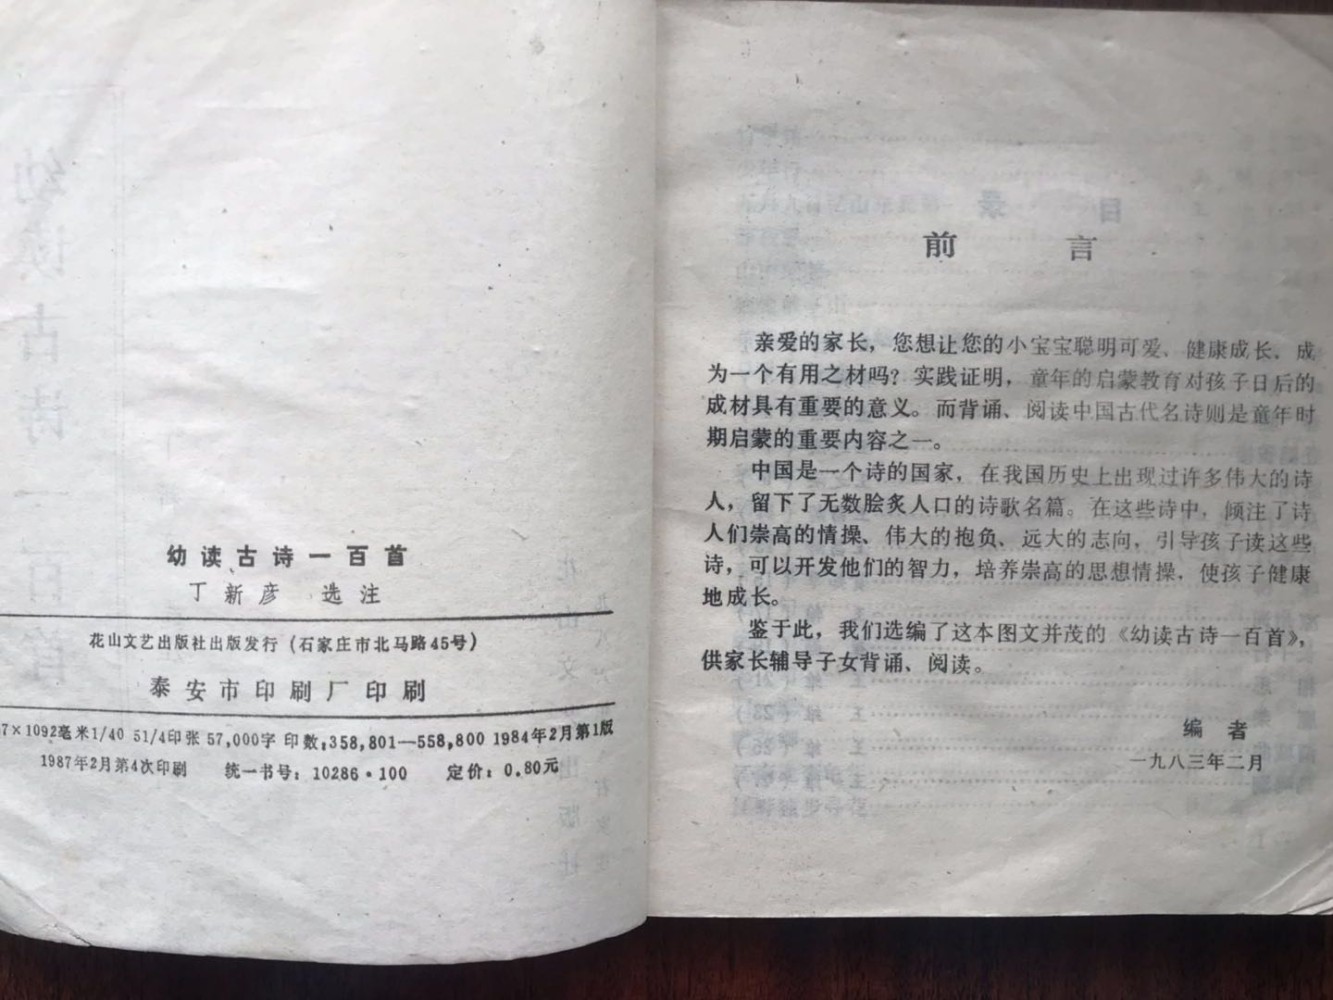 幼读古诗一百首
丁新彦 选注
花山文艺出版社出版发行(石家庄市北马路45号)
泰安市印刷厂印刷
7×1092毫米1/40 51/4印张 57,000字 印数:358,801—558,800 1984年2月第1版
1987年2月第4次印刷 统一书号:10286·100 定价:0.80元
前言
亲爱的家长,您想让您的小宝宝聪明可爱、健康成长、成
为一个有用之材吗?实践证明,童年的启蒙教育对孩子日后的
成材具有重要的意义。而背诵、阅读中国古代名诗则是童年时
期启蒙的重要内容之一。
中国是一个诗的国家,在我国历史上出现过许多伟大的诗
人,留下了无数脍炙人口的诗歌名篇。在这些诗中,倾注了诗
人们崇高的情操、伟大的抱负、远大的志向,引导孩子读这些
诗,可以开发他们的智力,培养崇高的思想情操,使孩子健康
地成长。
鉴于此,我们选编了这本图文并茂的《幼读古诗一百首》,
供家长辅导子女背诵、阅读。
编者
一九八三年二月